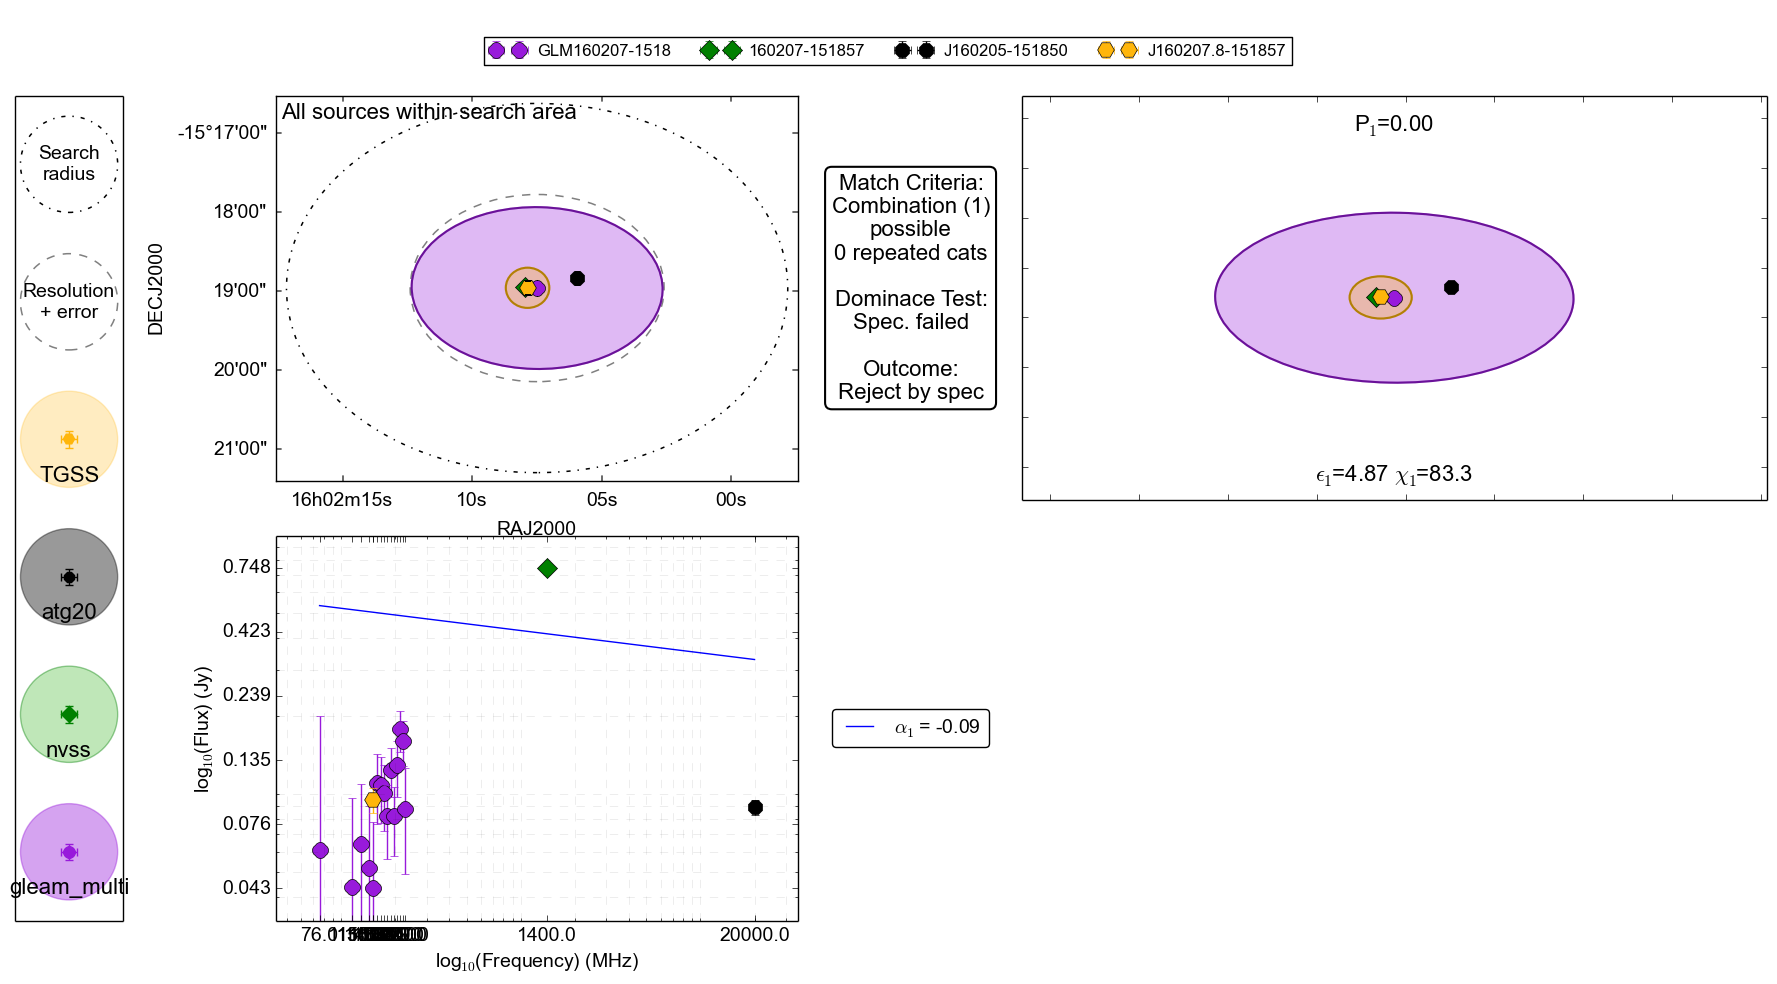 GLM160207-1518 160207-151857 J160205-151850 J160207.8-151857
Search
radius
Resolution
+ error
TGSS
atg20
nvss
gleam_multi
All sources within search area
DECJ2000
-15°17'00"
18'00"
19'00"
20'00"
21'00"
16h02m15s 10s 05s 00s
RAJ2000
Match Criteria:
Combination (1)
possible
0 repeated cats
Dominace Test:
Spec. failed
Outcome:
Reject by spec
P₁=0.00
ϵ₁=4.87 χ₁=83.3
log₁₀(Flux) (Jy)
0.748
0.423
0.239
0.135
0.076
0.043
1400.0 20000.0
log₁₀(Frequency) (MHz)
α₁ = -0.09